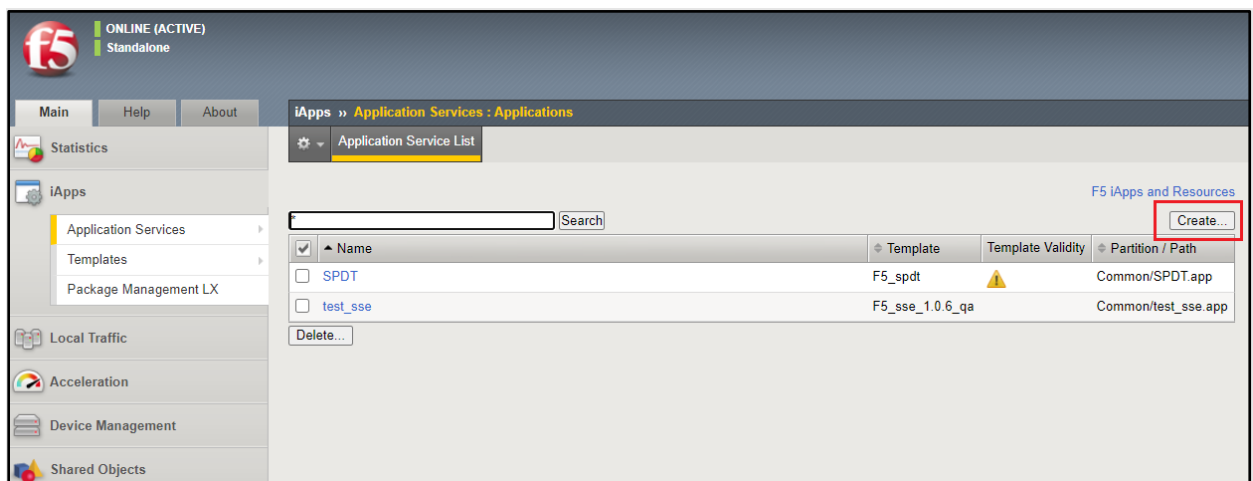 f5
ONLINE (ACTIVE)
Standalone
Main Help About
iApps » Application Services : Applications
Application Service List
Statistics
iApps
Application Services
Templates
Package Management LX
Local Traffic
Acceleration
Device Management
Shared Objects
F5 iApps and Resources
* Search Create...
Name Template Template Validity Partition / Path
SPDT F5_spdt Common/SPDT.app
test_sse F5_sse_1.0.6_qa Common/test_sse.app
Delete...